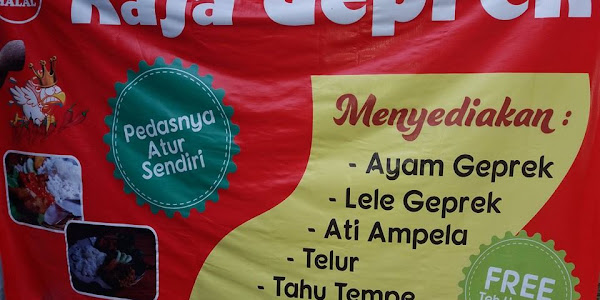 HALAL
Raja Geprek
Pedasnya
Atur
Sendiri
Menyediakan :
- Ayam Geprek
- Lele Geprek
- Ati Ampela
- Telur
- Tahu Tempe
FREE